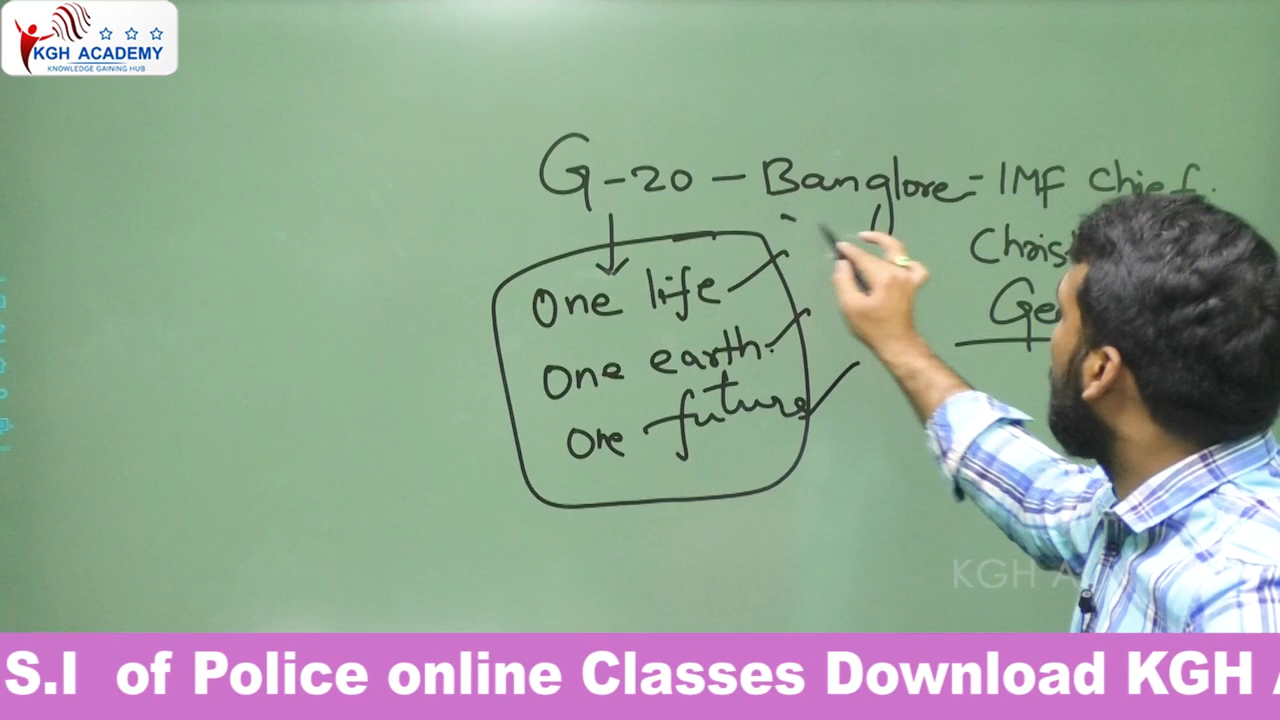 KGH ACADEMY
KNOWLEDGE GAINING HUB
G-20 - Banglore = IMF Chief.
One life
One earth.
One future
KGH A
S.I of Police online Classes Download KGH